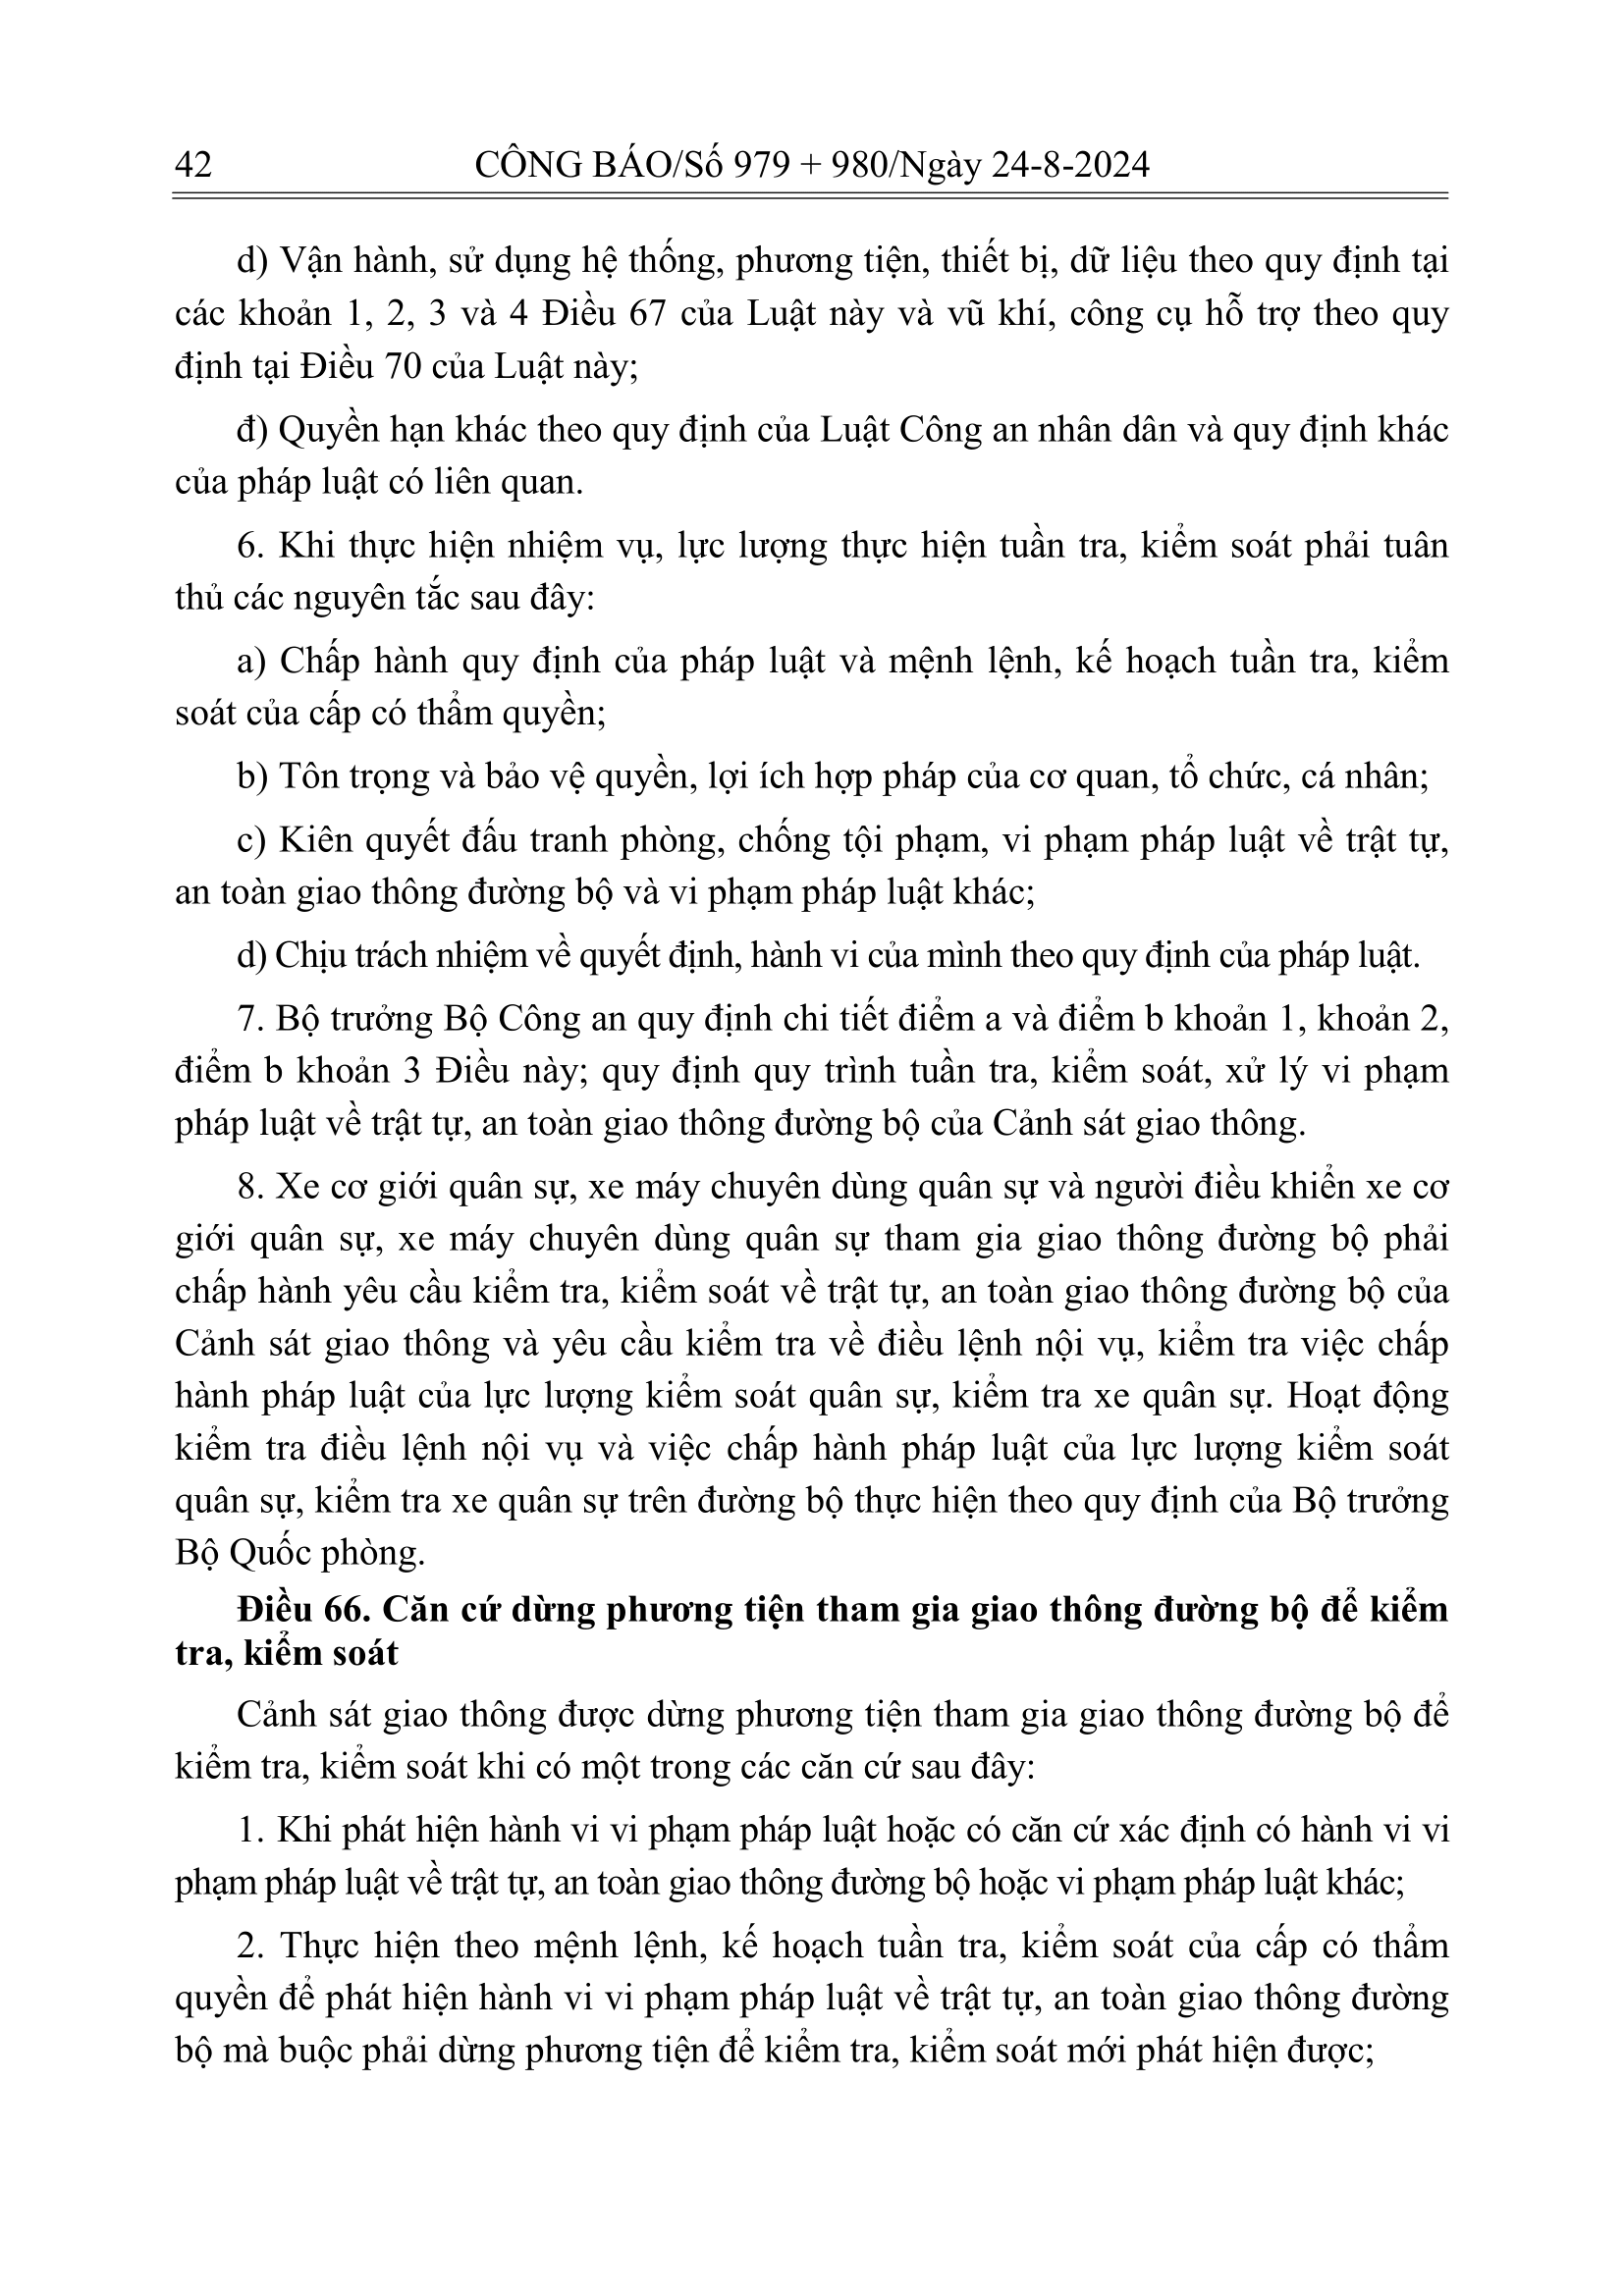 42 CÔNG BÁO/Số 979 + 980/Ngày 24-8-2024
d) Vận hành, sử dụng hệ thống, phương tiện, thiết bị, dữ liệu theo quy định tại
các khoản 1, 2, 3 và 4 Điều 67 của Luật này và vũ khí, công cụ hỗ trợ theo quy
định tại Điều 70 của Luật này;
đ) Quyền hạn khác theo quy định của Luật Công an nhân dân và quy định khác
của pháp luật có liên quan.
6. Khi thực hiện nhiệm vụ, lực lượng thực hiện tuần tra, kiểm soát phải tuân
thủ các nguyên tắc sau đây:
a) Chấp hành quy định của pháp luật và mệnh lệnh, kế hoạch tuần tra, kiểm
soát của cấp có thẩm quyền;
b) Tôn trọng và bảo vệ quyền, lợi ích hợp pháp của cơ quan, tổ chức, cá nhân;
c) Kiên quyết đấu tranh phòng, chống tội phạm, vi phạm pháp luật về trật tự,
an toàn giao thông đường bộ và vi phạm pháp luật khác;
d) Chịu trách nhiệm về quyết định, hành vi của mình theo quy định của pháp luật.
7. Bộ trưởng Bộ Công an quy định chi tiết điểm a và điểm b khoản 1, khoản 2,
điểm b khoản 3 Điều này; quy định quy trình tuần tra, kiểm soát, xử lý vi phạm
pháp luật về trật tự, an toàn giao thông đường bộ của Cảnh sát giao thông.
8. Xe cơ giới quân sự, xe máy chuyên dùng quân sự và người điều khiển xe cơ
giới quân sự, xe máy chuyên dùng quân sự tham gia giao thông đường bộ phải
chấp hành yêu cầu kiểm tra, kiểm soát về trật tự, an toàn giao thông đường bộ của
Cảnh sát giao thông và yêu cầu kiểm tra về điều lệnh nội vụ, kiểm tra việc chấp
hành pháp luật của lực lượng kiểm soát quân sự, kiểm tra xe quân sự. Hoạt động
kiểm tra điều lệnh nội vụ và việc chấp hành pháp luật của lực lượng kiểm soát
quân sự, kiểm tra xe quân sự trên đường bộ thực hiện theo quy định của Bộ trưởng
Bộ Quốc phòng.
Điều 66. Căn cứ dừng phương tiện tham gia giao thông đường bộ để kiểm
tra, kiểm soát
Cảnh sát giao thông được dừng phương tiện tham gia giao thông đường bộ để
kiểm tra, kiểm soát khi có một trong các căn cứ sau đây:
1. Khi phát hiện hành vi vi phạm pháp luật hoặc có căn cứ xác định có hành vi vi
phạm pháp luật về trật tự, an toàn giao thông đường bộ hoặc vi phạm pháp luật khác;
2. Thực hiện theo mệnh lệnh, kế hoạch tuần tra, kiểm soát của cấp có thẩm
quyền để phát hiện hành vi vi phạm pháp luật về trật tự, an toàn giao thông đường
bộ mà buộc phải dừng phương tiện để kiểm tra, kiểm soát mới phát hiện được;